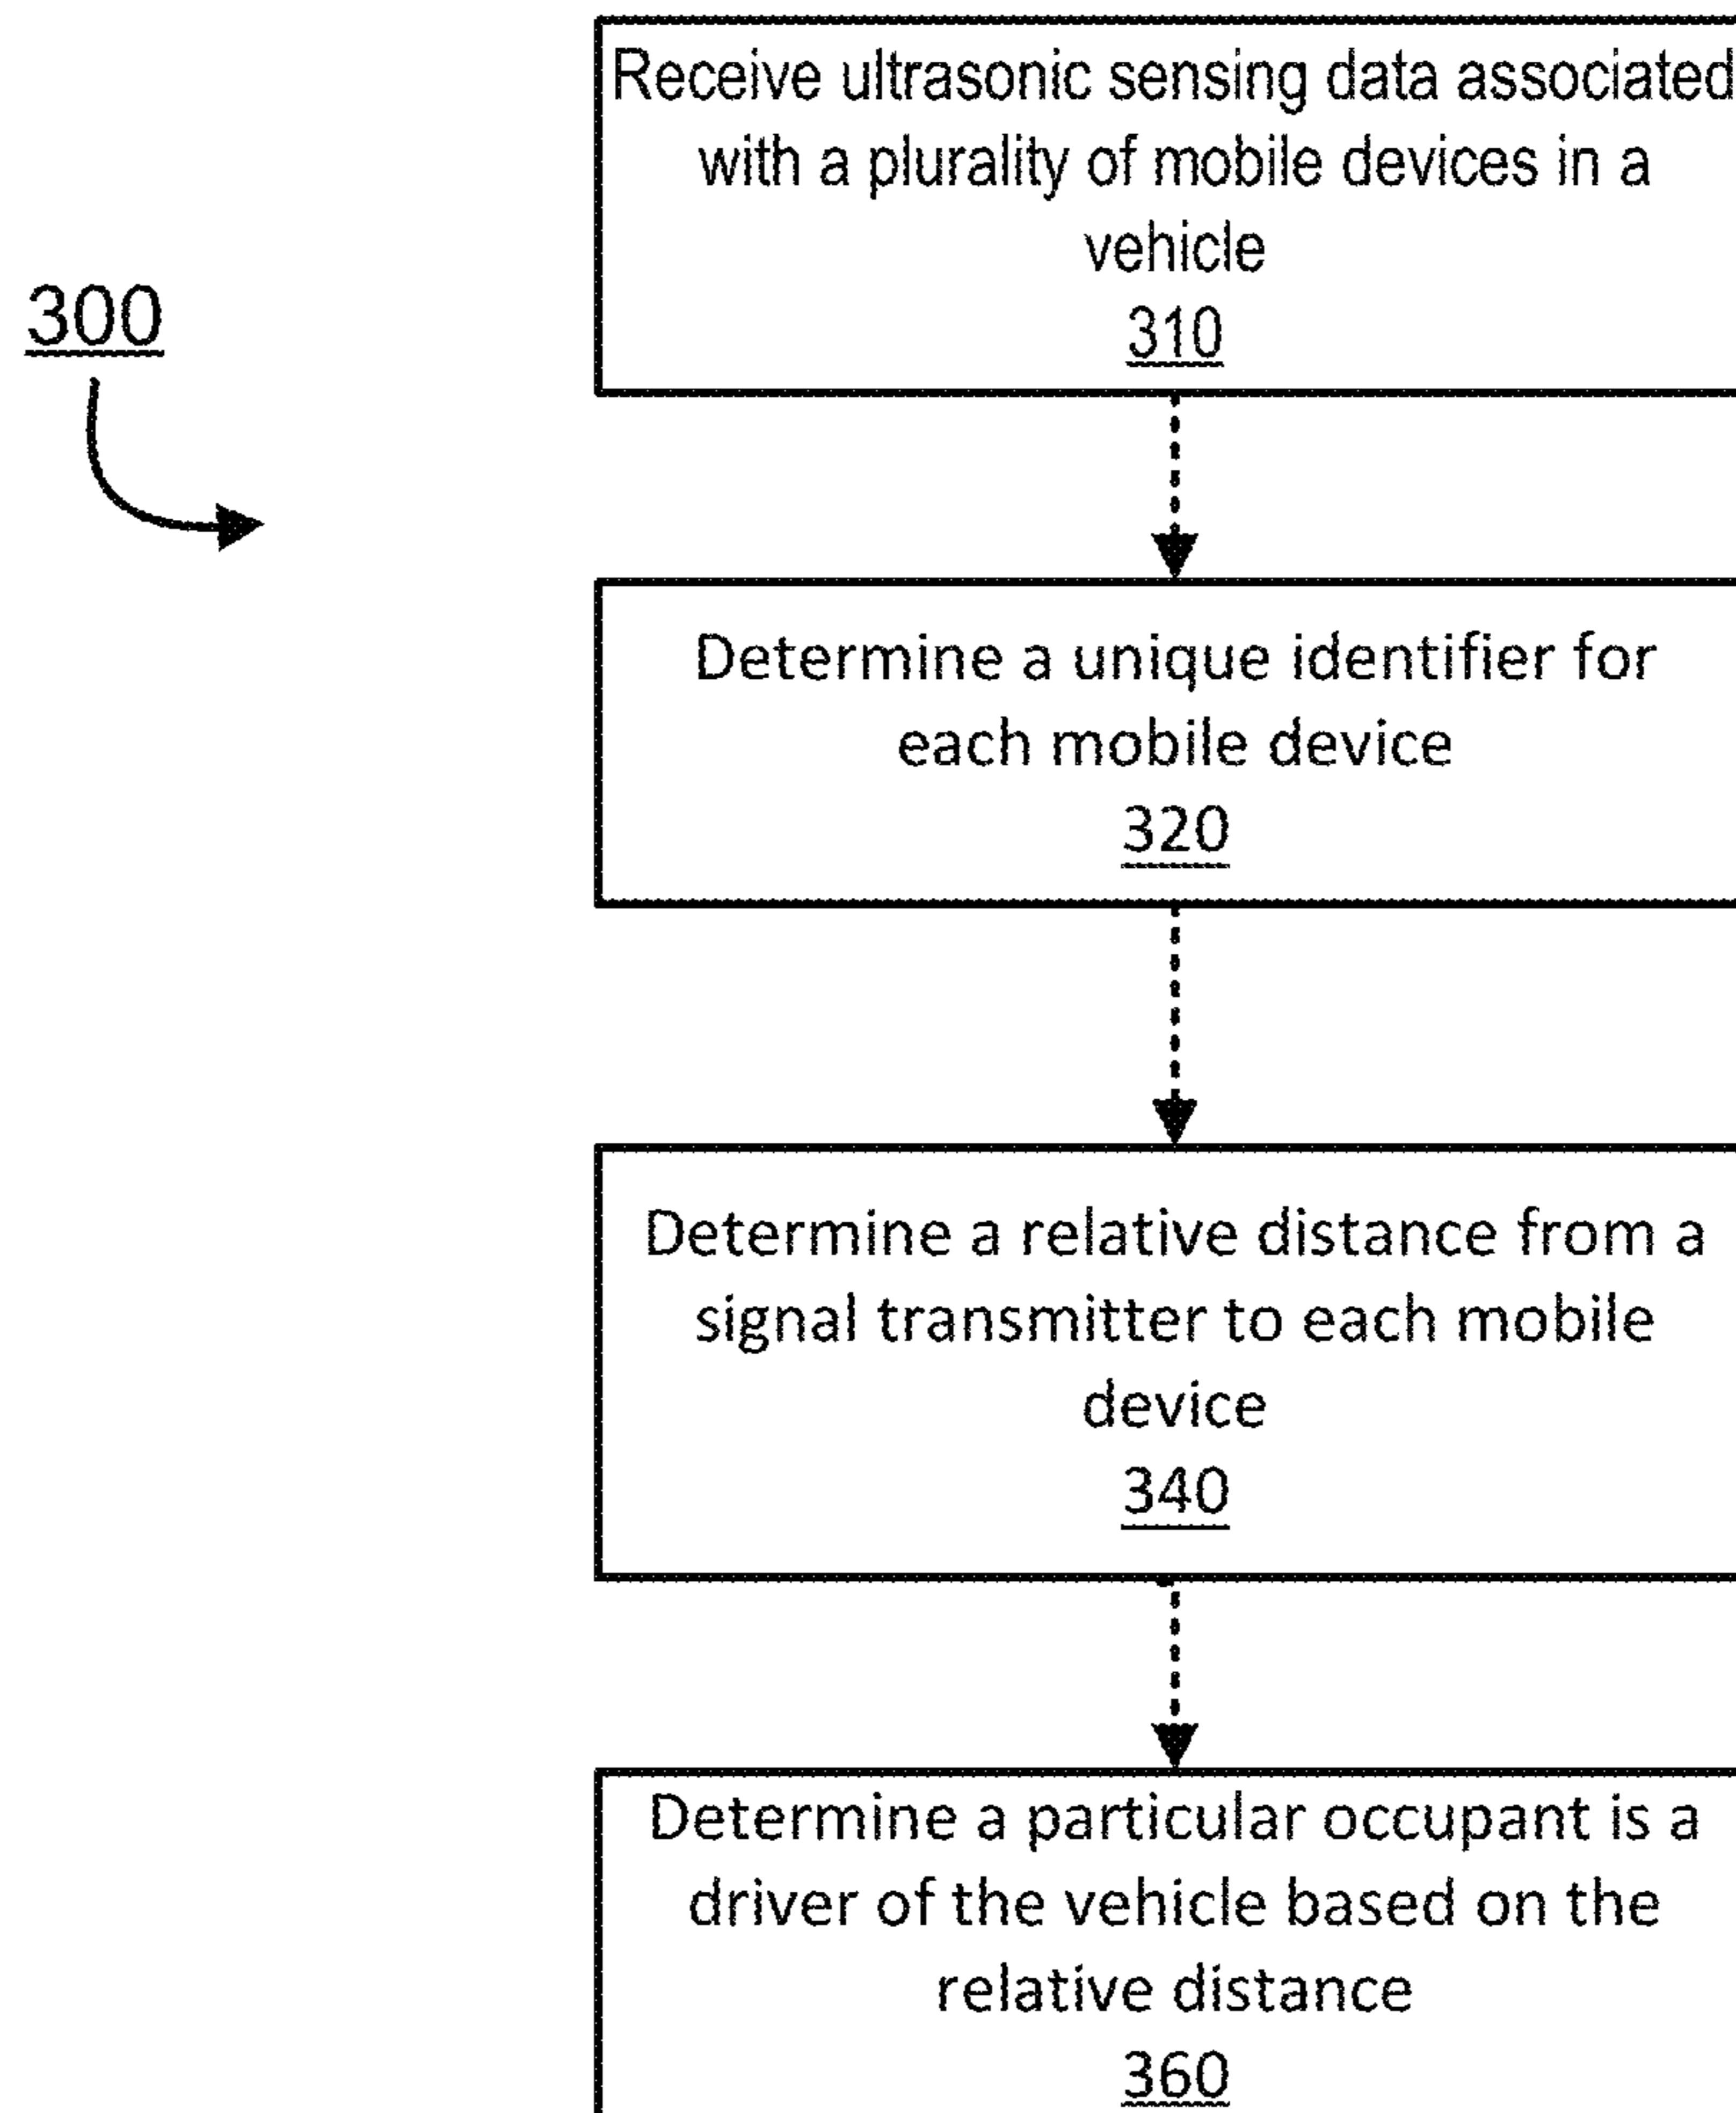 Receive ultrasonic sensing data associated
with a plurality of mobile devices in a
vehicle
310
300
Determine a unique identifier for
each mobile device
320
Determine a relative distance from a
signal transmitter to each mobile
device
340
Determine a particular occupant is a
driver of the vehicle based on the
relative distance
360